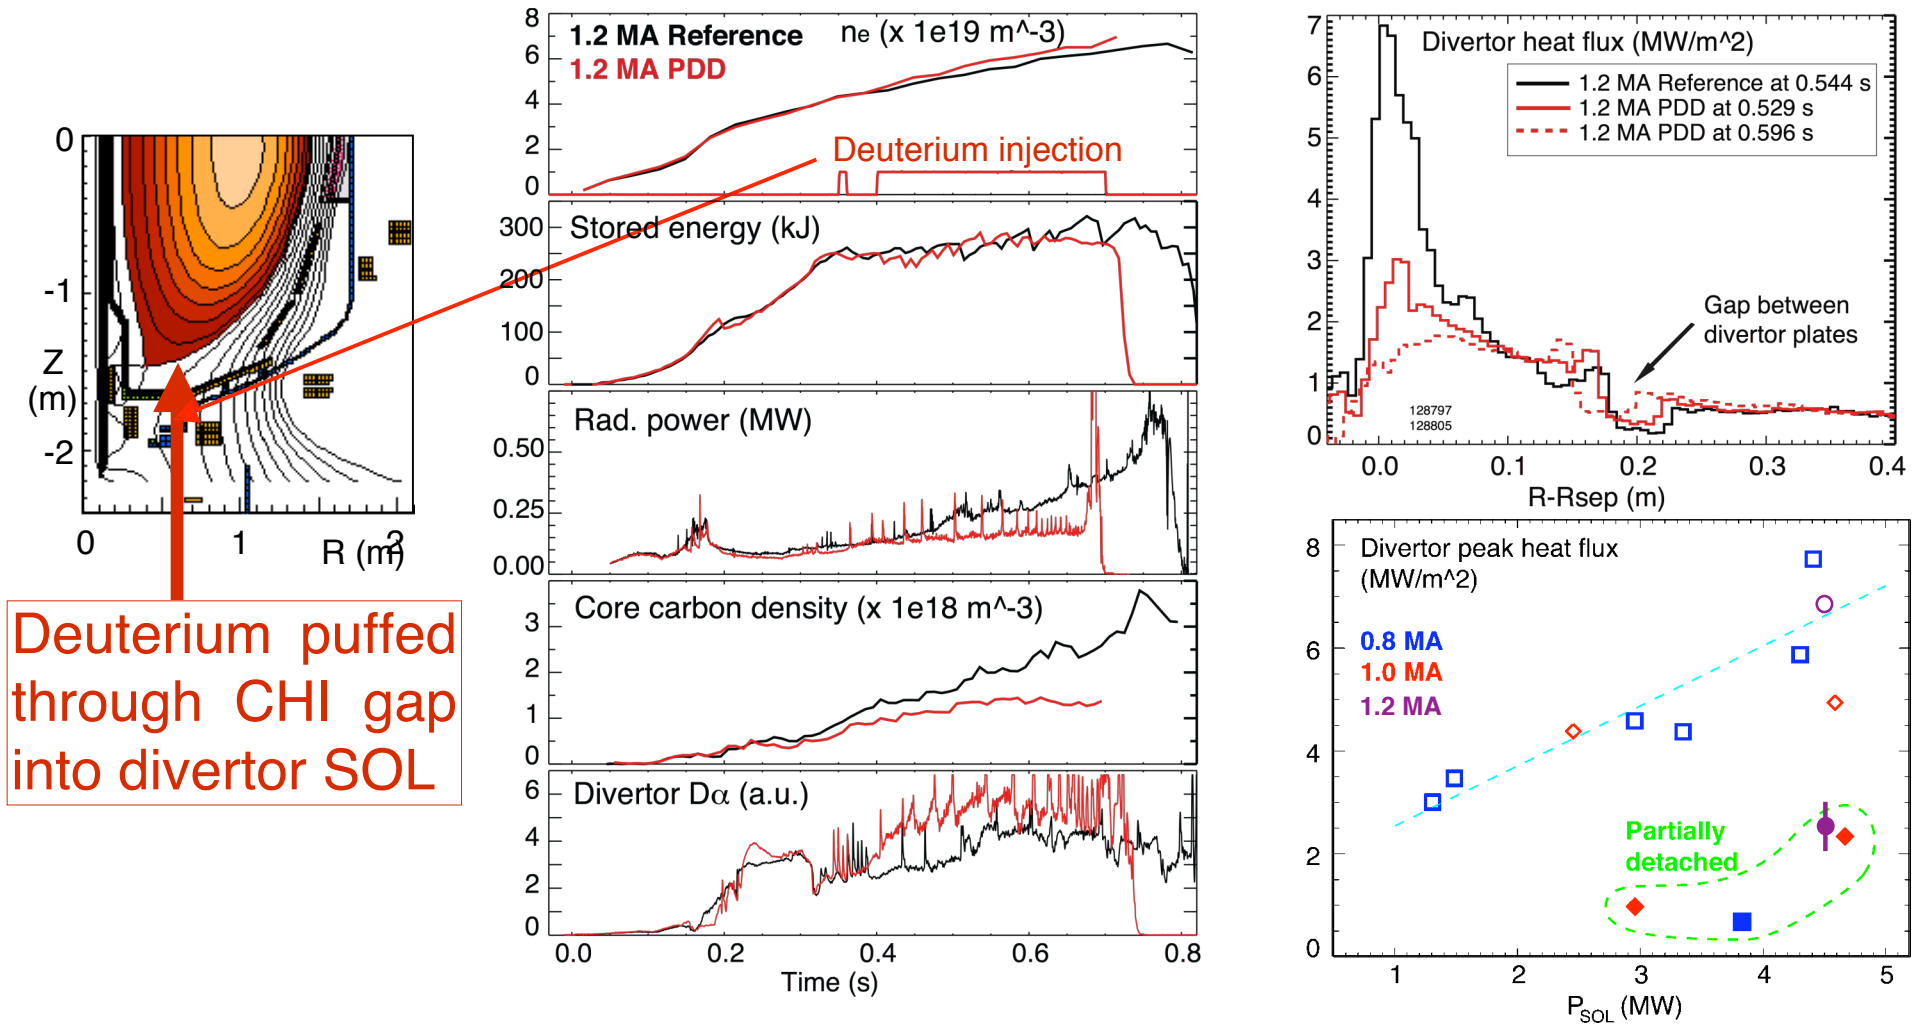 0
-1
Z
(m)
-2
0
1
R (m)
2
Deuterium puffed
through CHI gap
into divertor SOL
8
1.2 MA Reference
ne (x 1e19 m^-3)
6
1.2 MA PDD
4
Deuterium injection
2
0
300
Stored energy (kJ)
200
100
0
Rad. power (MW)
0.50
0.25
0.00
Core carbon density (x 1e18 m^-3)
3
2
1
0
6
Divertor Dα (a.u.)
4
2
0
0.0
0.2
0.4
0.6
0.8
Time (s)
7
Divertor heat flux (MW/m^2)
6
1.2 MA Reference at 0.544 s
1.2 MA PDD at 0.529 s
5
1.2 MA PDD at 0.596 s
4
3
2
Gap between
divertor plates
1
128797
128805
0
0.0
0.1
0.2
0.3
0.4
R-Rsep (m)
8
Divertor peak heat flux
(MW/m^2)
0.8 MA
6
1.0 MA
1.2 MA
4
Partially
detached
2
0
1
2
3
4
5
PSOL (MW)